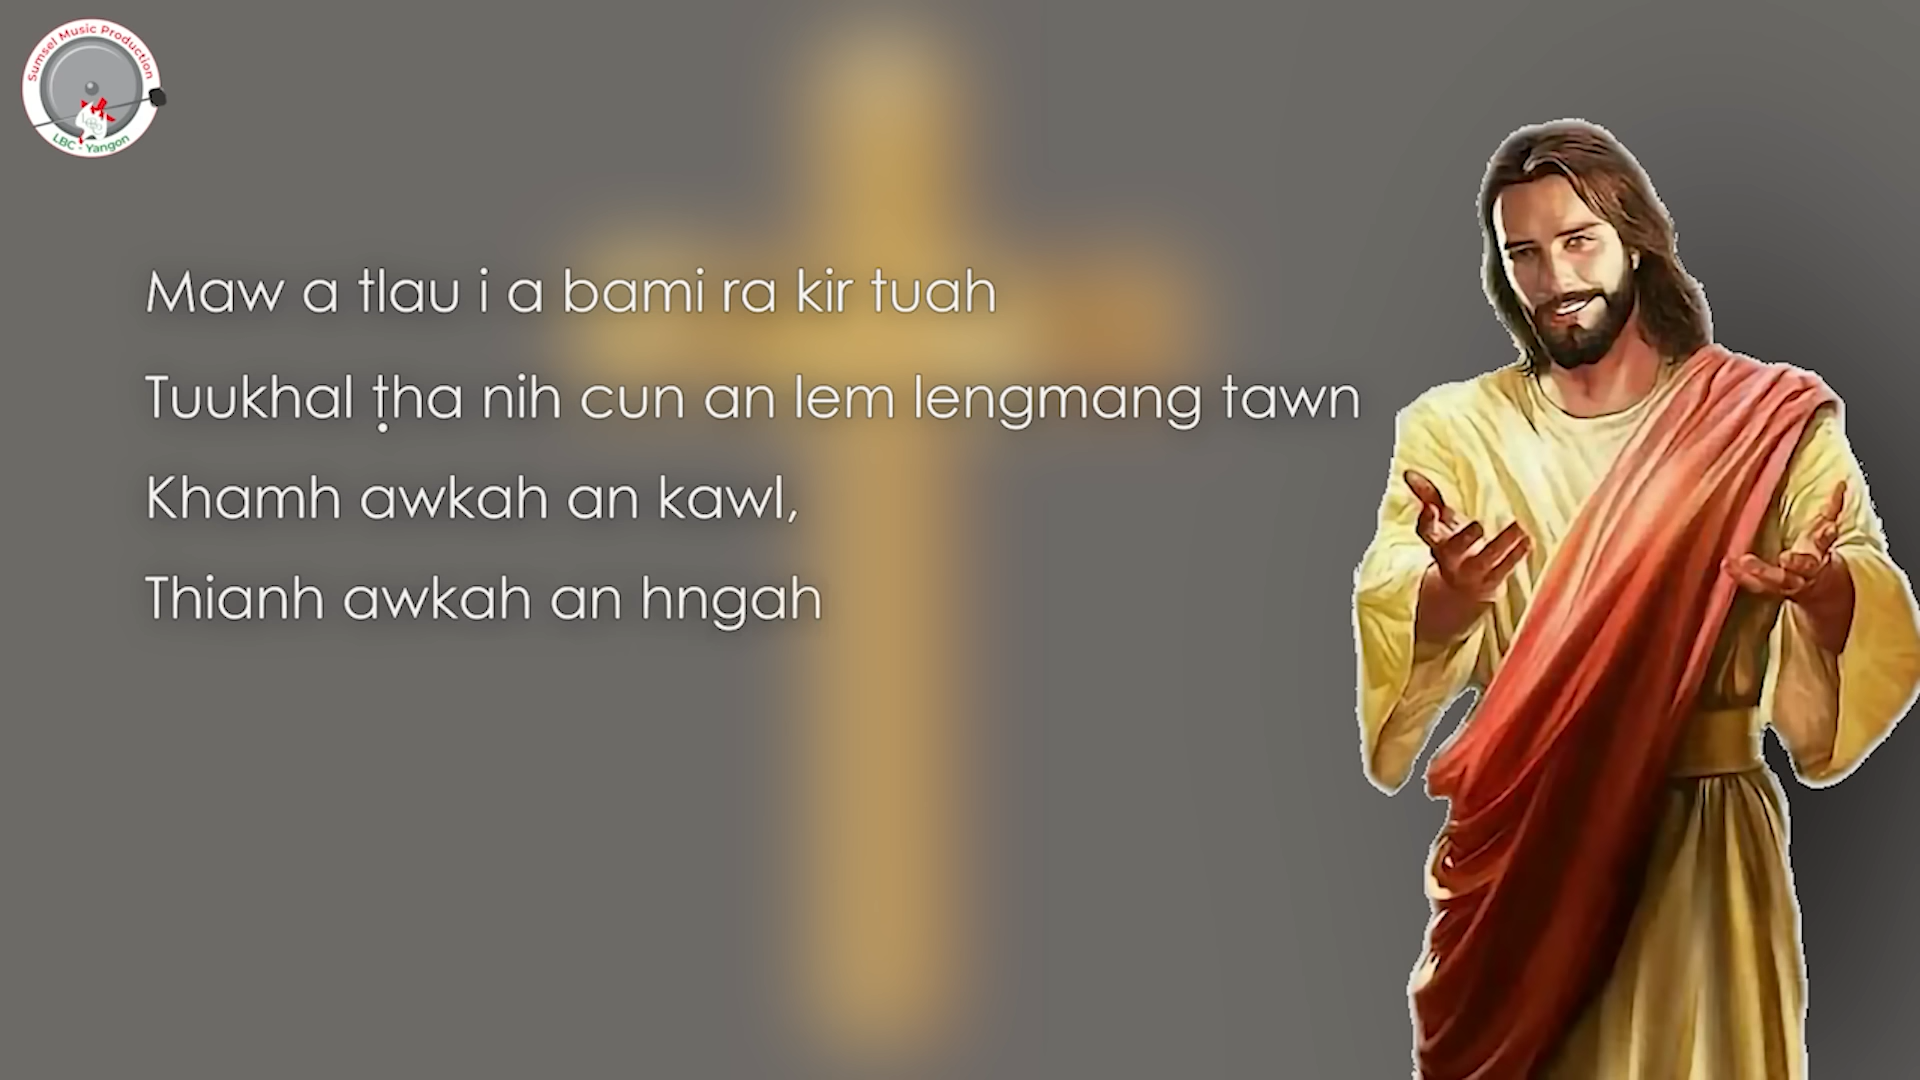 Sumsel Music Production
LBC - Yangon
Maw a tlau i a bami ra kir tuah
Tuukhal ṭha nih cun an lem lengmang tawn
Khamh awkah an kawl,
Thianh awkah an hngah